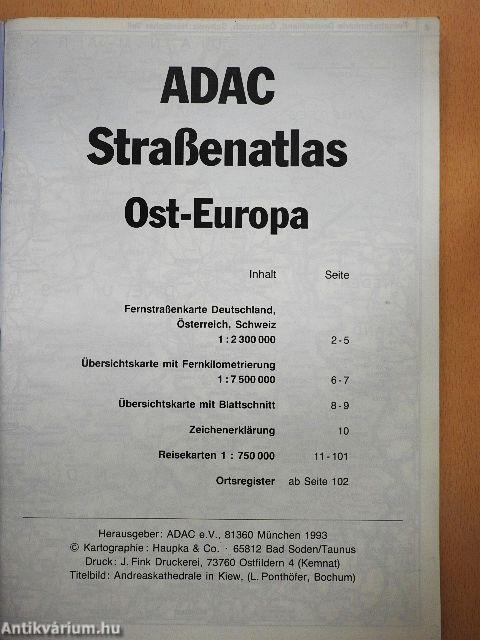 ADAC
Straßenatlas
Ost-Europa
Inhalt Seite
Fernstraßenkarte Deutschland,
Österreich, Schweiz
1 : 2 300 000 2 - 5
Übersichtskarte mit Fernkilometrierung
1 : 7 500 000 6 - 7
Übersichtskarte mit Blattschnitt 8 - 9
Zeichenerklärung 10
Reisekarten 1 : 750 000 11 - 101
Ortsregister ab Seite 102
Herausgeber: ADAC e.V., 81360 München 1993
© Kartographie: Haupka & Co. · 65812 Bad Soden/Taunus
Druck: J. Fink Druckerei, 73760 Ostfildern 4 (Kemnat)
Titelbild: Andreaskathedrale in Kiew, (L. Ponthöfer, Bochum)
Antikvárium.hu